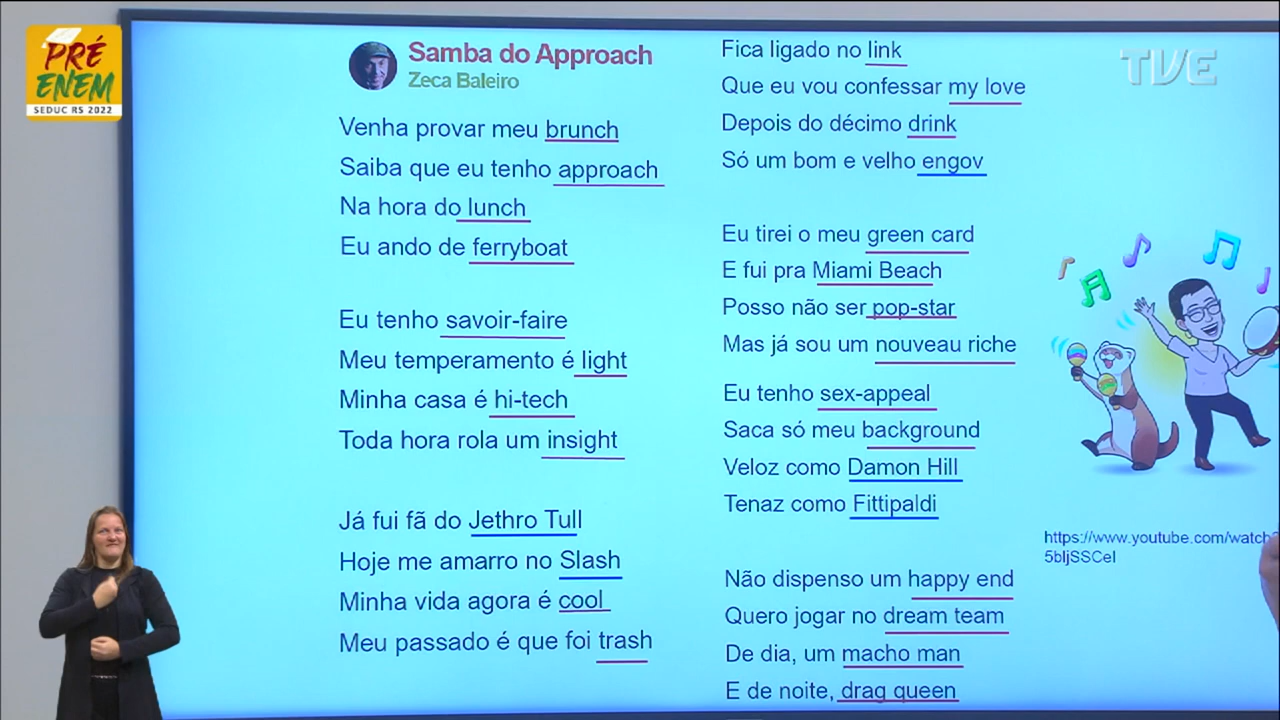 PRÉ
ENEM
SEDUC RS 2022
TVE
Samba do Approach
Zeca Baleiro
Venha provar meu brunch
Saiba que eu tenho approach
Na hora do lunch
Eu ando de ferryboat
Eu tenho savoir-faire
Meu temperamento é light
Minha casa é hi-tech
Toda hora rola um insight
Já fui fã do Jethro Tull
Hoje me amarro no Slash
Minha vida agora é cool
Meu passado é que foi trash
Fica ligado no link
Que eu vou confessar my love
Depois do décimo drink
Só um bom e velho engov
Eu tirei o meu green card
E fui pra Miami Beach
Posso não ser pop-star
Mas já sou um nouveau riche
Eu tenho sex-appeal
Saca só meu background
Veloz como Damon Hill
Tenaz como Fittipaldi
Não dispenso um happy end
Quero jogar no dream team
De dia, um macho man
E de noite, drag queen
https://www.youtube.com/watch